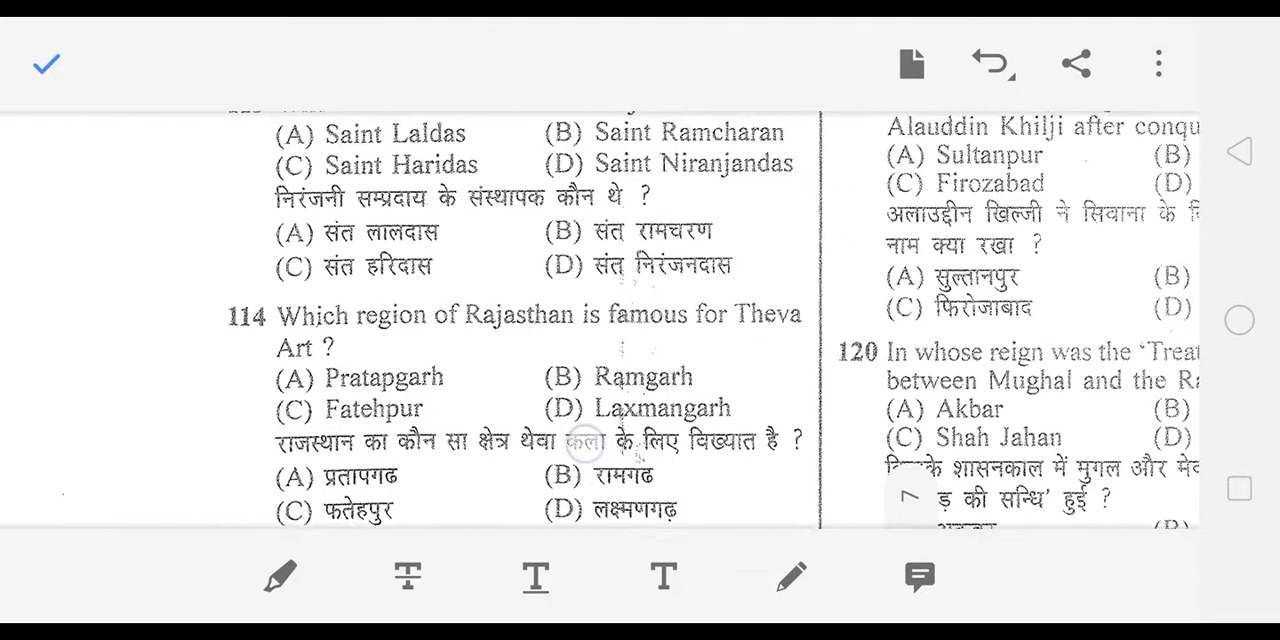 (A) Saint Laldas (B) Saint Ramcharan
(C) Saint Haridas (D) Saint Niranjandas
निरंजनी सम्प्रदाय के संस्थापक कौन थे ?
(A) संत लालदास (B) संत रामचरण
(C) संत हरिदास (D) संत निरंजनदास
114 Which region of Rajasthan is famous for Theva
Art ?
(A) Pratapgarh (B) Ramgarh
(C) Fatehpur (D) Laxmangarh
राजस्थान का कौन सा क्षेत्र थेवा कला के लिए विख्यात है ?
(A) प्रतापगढ (B) रामगढ
(C) फतेहपुर (D) लक्ष्मणगढ़
Alauddin Khilji after conqu
(A) Sultanpur (B)
(C) Firozabad (D)
अलाउद्दीन खिल्जी ने सिवाना के
नाम क्या रखा ?
(A) सुल्तानपुर (B)
(C) फिरोजाबाद (D)
120 In whose reign was the ‘Treat
between Mughal and the Ra
(A) Akbar (B)
(C) Shah Jahan (D)
के शासनकाल में मुगल और मेव
ड़ की सन्धि’ हुई ?
7